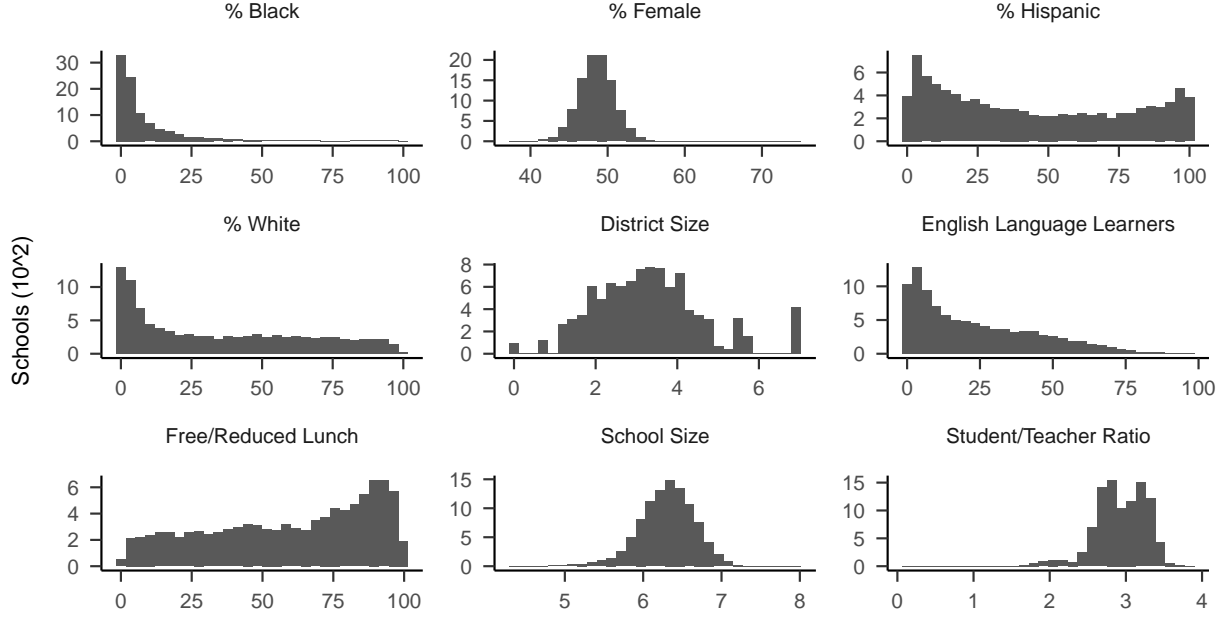 % Black
% Female
% Hispanic
30
20
10
0
0 25 50 75 100
20
15
10
5
0
40 50 60 70
6
4
2
0
0 25 50 75 100
Schools (10^2)
% White
District Size
English Language Learners
10
5
0
0 25 50 75 100
8
6
4
2
0
0 2 4 6
10
5
0
0 25 50 75 100
Free/Reduced Lunch
School Size
Student/Teacher Ratio
6
4
2
0
0 25 50 75 100
15
10
5
0
5 6 7 8
15
10
5
0
0 1 2 3 4